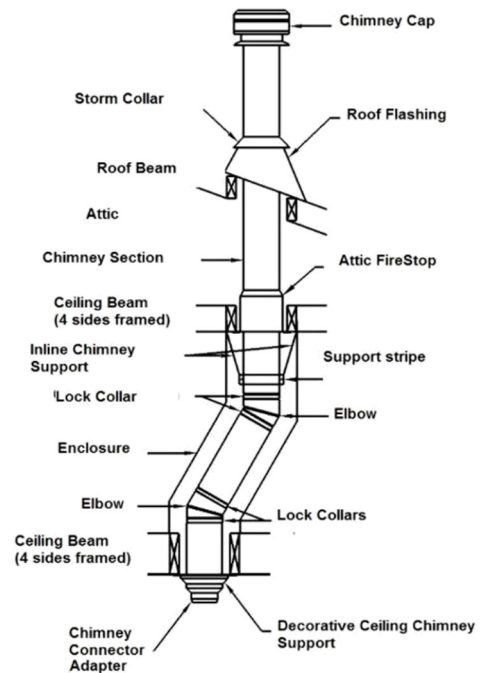 Chimney Cap
Storm Collar
Roof Flashing
Roof Beam
Attic
Chimney Section
Attic FireStop
Ceiling Beam
(4 sides framed)
Inline Chimney
Support
Support stripe
Lock Collar
Elbow
Enclosure
Elbow
Lock Collars
Ceiling Beam
(4 sides framed)
Decorative Ceiling Chimney
Support
Chimney
Connector
Adapter